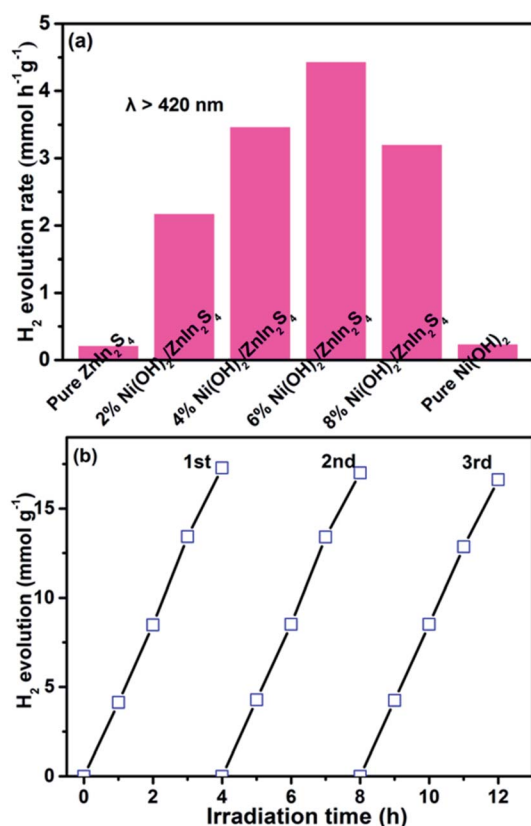 (a)
λ > 420 nm
H₂ evolution rate (mmol h⁻¹g⁻¹)
5
4
3
2
1
0
Pure ZnIn₂S₄
2% Ni(OH)₂/ZnIn₂S₄
4% Ni(OH)₂/ZnIn₂S₄
6% Ni(OH)₂/ZnIn₂S₄
8% Ni(OH)₂/ZnIn₂S₄
Pure Ni(OH)₂
(b)
1st 2nd 3rd
H₂ evolution (mmol g⁻¹)
15
10
5
0
0 2 4 6 8 10 12
Irradiation time (h)